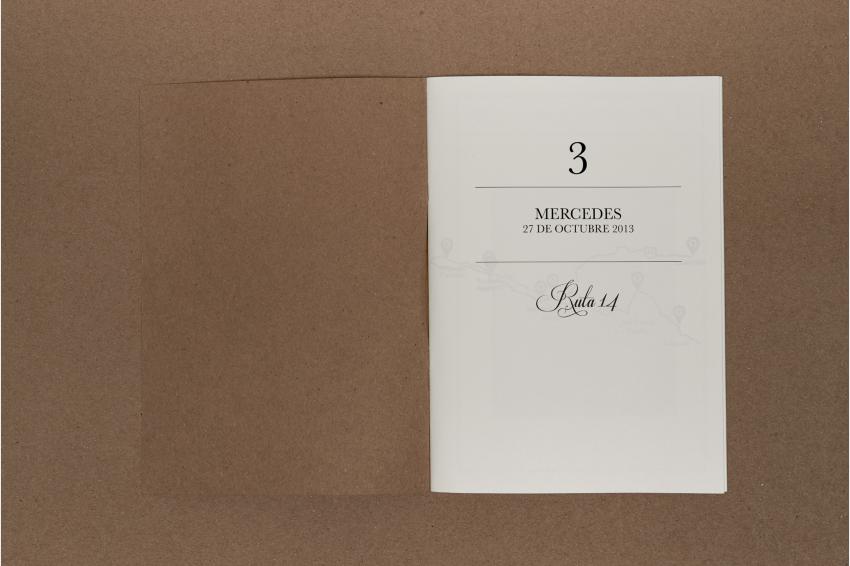 3
MERCEDES
27 DE OCTUBRE 2013
Ruta 14